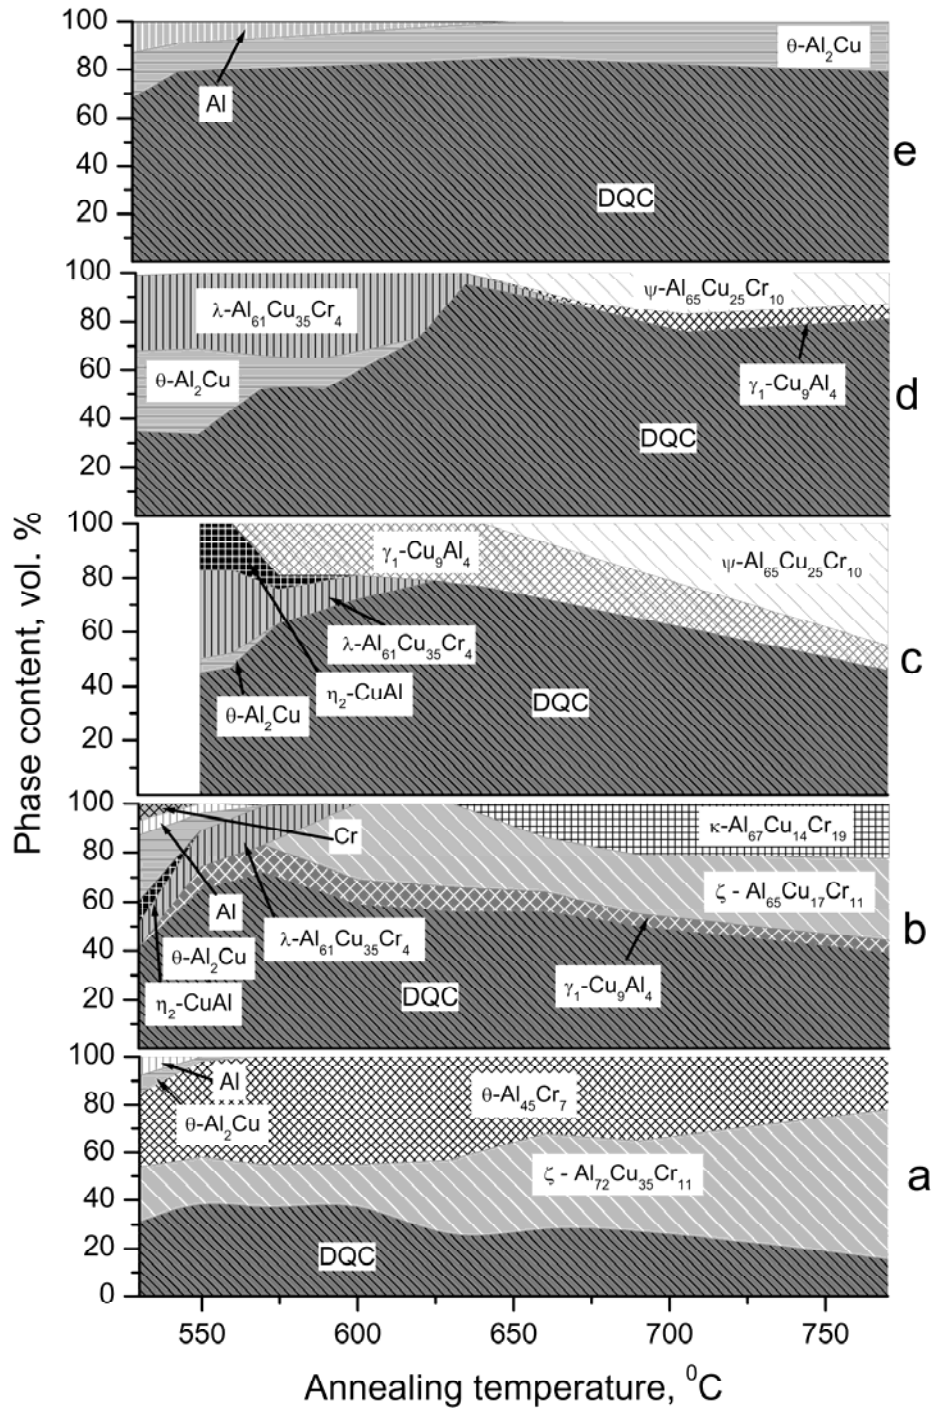 100
80
60
40
20
θ-Al₂Cu
Al
DQC
e
100
80
60
40
20
λ-Al₆₁Cu₃₅Cr₄
ψ-Al₆₅Cu₂₅Cr₁₀
θ-Al₂Cu
γ₁-Cu₉Al₄
DQC
d
100
80
60
40
20
γ₁-Cu₉Al₄
ψ-Al₆₅Cu₂₅Cr₁₀
λ-Al₆₁Cu₃₅Cr₄
η₂-CuAl
θ-Al₂Cu
DQC
c
100
80
60
40
20
κ-Al₆₇Cu₁₄Cr₁₉
Cr
ζ - Al₆₅Cu₁₇Cr₁₁
Al
λ-Al₆₁Cu₃₅Cr₄
θ-Al₂Cu
γ₁-Cu₉Al₄
η₂-CuAl
DQC
b
100
80
60
40
20
0
Al
θ-Al₄₅Cr₇
θ-Al₂Cu
ζ - Al₇₂Cu₃₅Cr₁₁
DQC
a
Phase content, vol. %
550 600 650 700 750
Annealing temperature, ⁰C